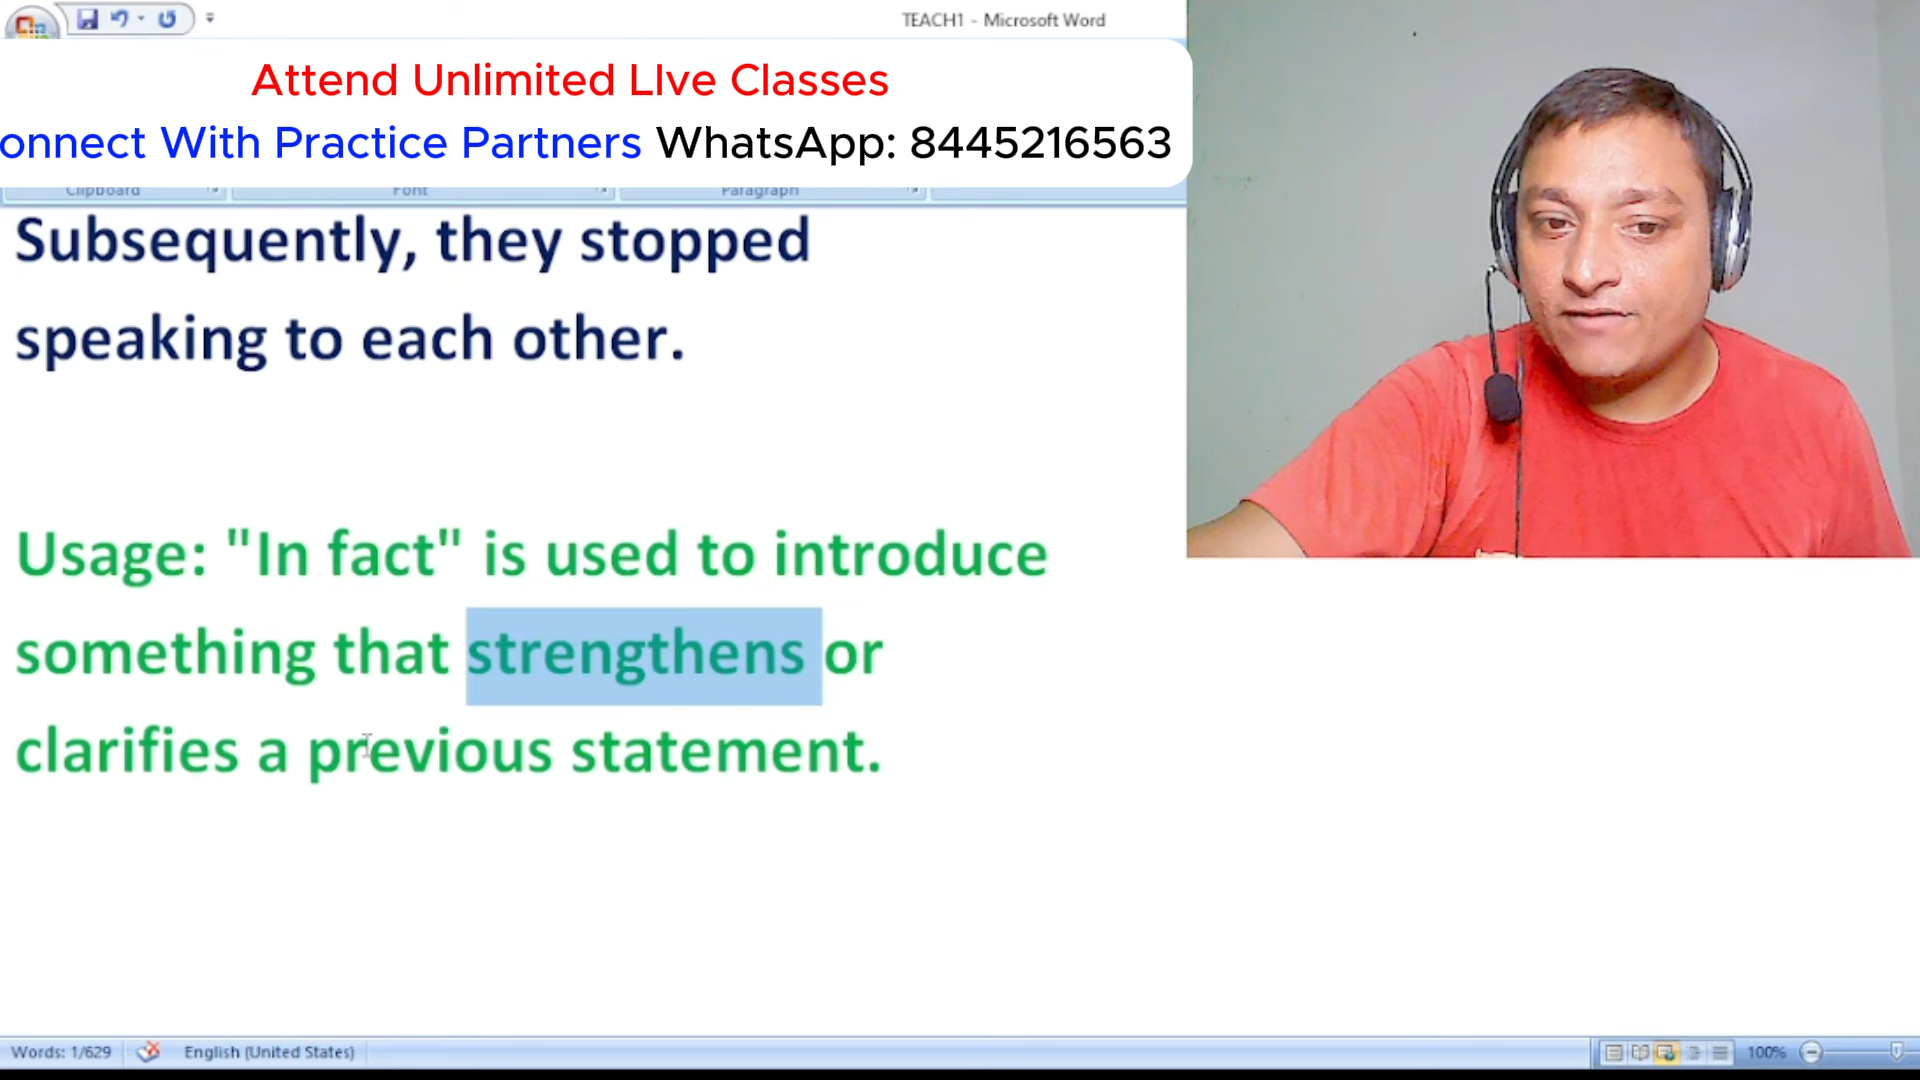 TEACH1 - Microsoft Word
Attend Unlimited LIve Classes
onnect With Practice Partners WhatsApp: 8445216563
Clipboard Font Paragraph
Subsequently, they stopped
speaking to each other.
Usage: "In fact" is used to introduce
something that strengthens or
clarifies a previous statement.
Words: 1/629 English (United States) 100%